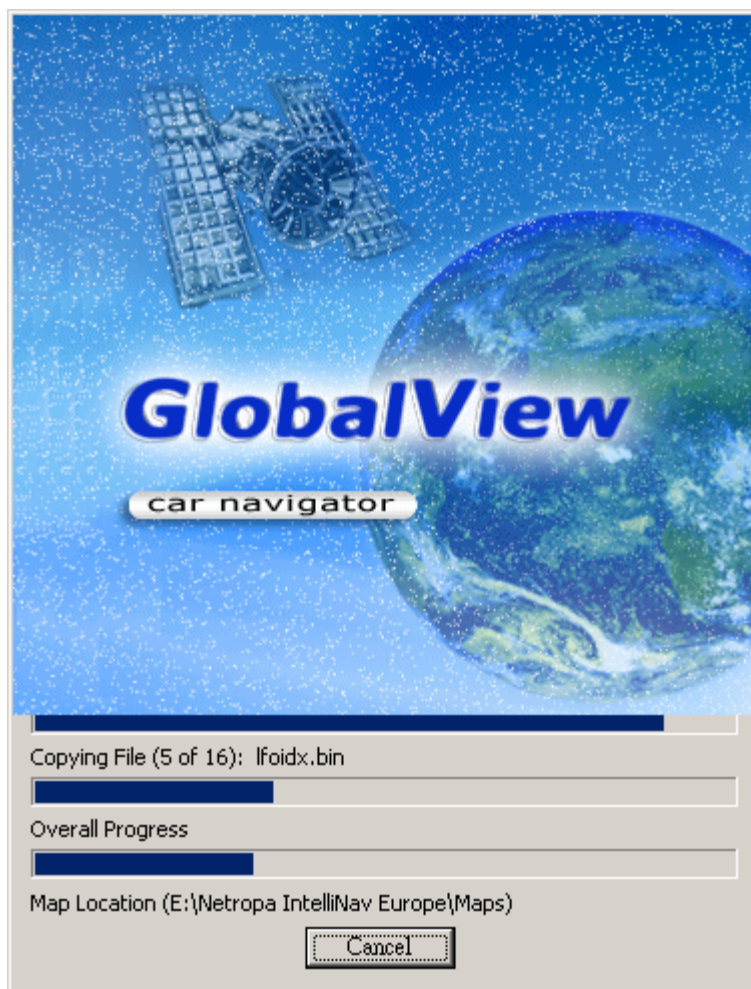 GlobalView
car navigator
Copying File (5 of 16): lfoidx.bin
Overall Progress
Map Location (E:\Netropa IntelliNav Europe\Maps)
Cancel